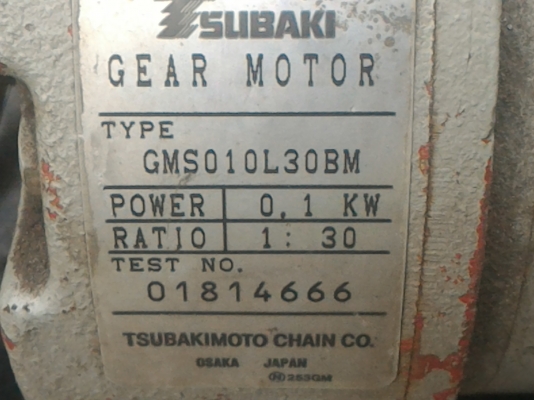 TSUBAKI
GEAR MOTOR
TYPE
GMS010L30BM
POWER 0.1 KW
RATIO 1:30
TEST NO.
01814666
TSUBAKIMOTO CHAIN CO.
OSAKA JAPAN
Ⓝ253GM